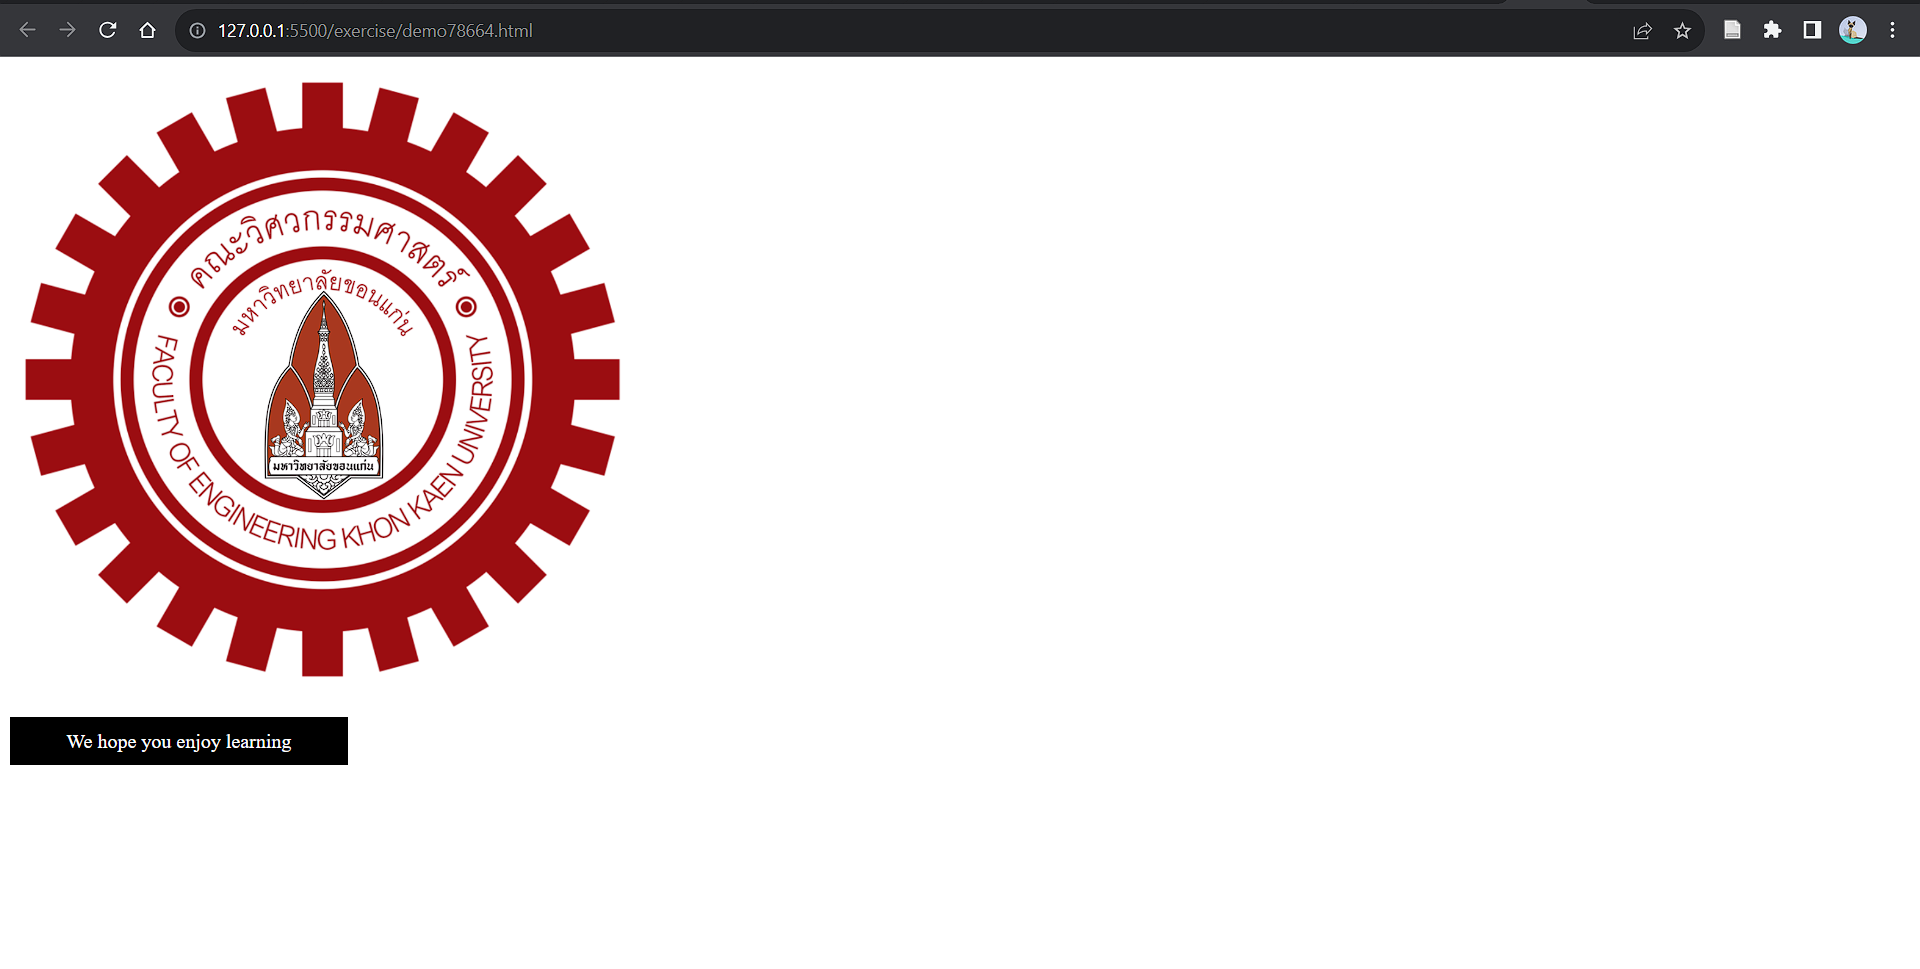 127.0.0.1:5500/exercise/demo78664.html
คณะวิศวกรรมศาสตร์
มหาวิทยาลัยขอนแก่น
มหาวิทยาลัยขอนแก่น
FACULTY OF ENGINEERING KHON KAEN UNIVERSITY
We hope you enjoy learning